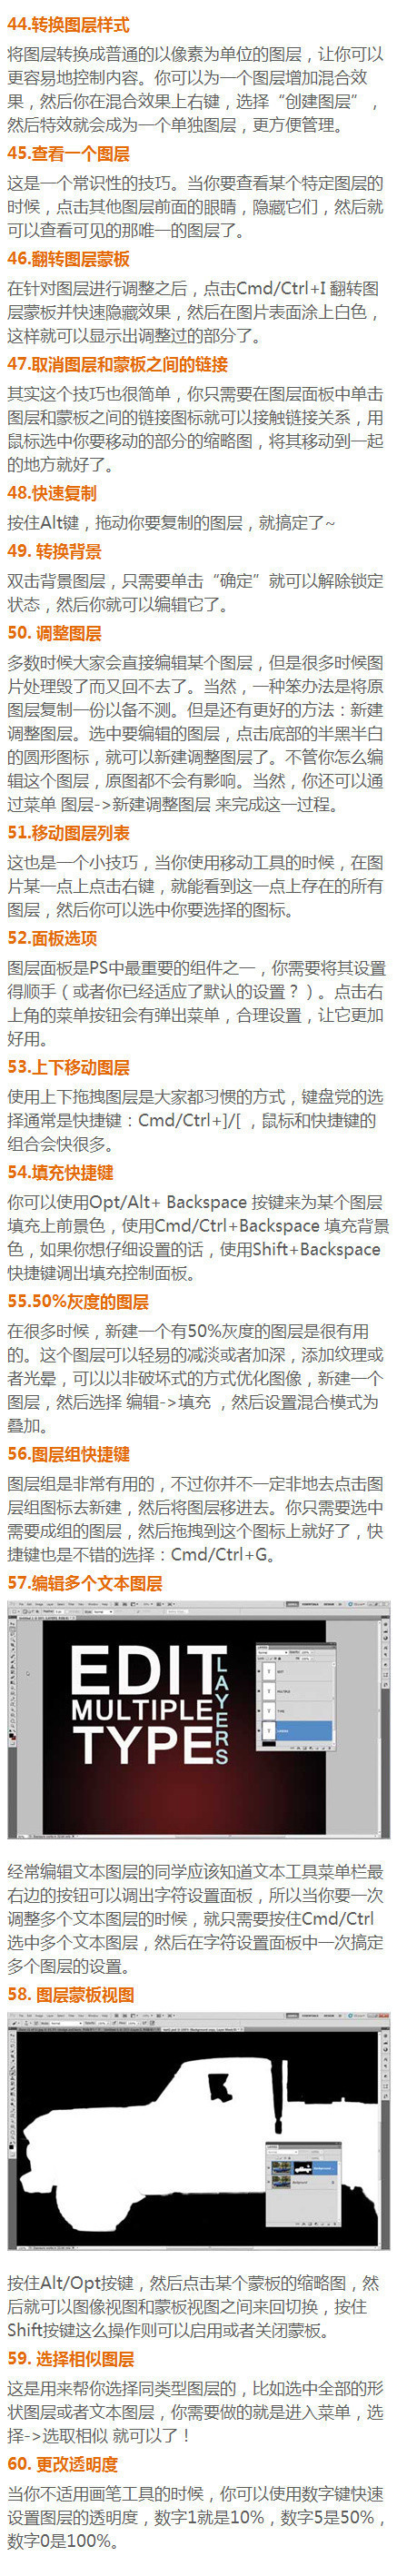 44.转换图层样式
将图层转换成普通的以像素为单位的图层，让你可以
更容易地控制内容。你可以为一个图层增加混合效
果，然后你在混合效果上右键，选择“创建图层”，
然后特效就会成为一个单独图层，更方便管理。
45.查看一个图层
这是一个常识性的技巧。当你要查看某个特定图层的
时候，点击其他图层前面的眼睛，隐藏它们，然后就
可以查看可见的那唯一的图层了。
46.翻转图层蒙板
在针对图层进行调整之后，点击Cmd/Ctrl+I 翻转图
层蒙板并快速隐藏效果，然后在图片表面涂上白色，
这样就可以显示出调整过的部分了。
47.取消图层和蒙板之间的链接
其实这个技巧也很简单，你只需要在图层面板中单击
图层和蒙板之间的链接图标就可以接触链接关系，用
鼠标选中你要移动的部分的缩略图，将其移动到一起
的地方就好了。
48.快速复制
按住Alt键，拖动你要复制的图层，就搞定了~
49. 转换背景
双击背景图层，只需要单击“确定”就可以解除锁定
状态，然后你就可以编辑它了。
50. 调整图层
多数时候大家会直接编辑某个图层，但是很多时候图
片处理毁了而又回不去了。当然，一种笨办法是将原
图层复制一份以备不测。但是还有更好的方法：新建
调整图层。选中要编辑的图层，点击底部的半黑半白
的圆形图标，就可以新建调整图层了。不管你怎么编
辑这个图层，原图都不会有影响。当然，你还可以通
过菜单 图层->新建调整图层 来完成这一过程。
51.移动图层列表
这也是一个小技巧，当你使用移动工具的时候，在图
片某一点上点击右键，就能看到这一点上存在的所有
图层，然后你可以选中你要选择的图标。
52.面板选项
图层面板是PS中最重要的组件之一，你需要将其设置
得顺手（或者你已经适应了默认的设置？）。点击右
上角的菜单按钮会有弹出菜单，合理设置，让它更加
好用。
53.上下移动图层
使用上下拖拽图层是大家都习惯的方式，键盘党的选
择通常是快捷键：Cmd/Ctrl+]/[ ，鼠标和快捷键的
组合会快很多。
54.填充快捷键
你可以使用Opt/Alt+ Backspace 按键来为某个图层
填充上前景色，使用Cmd/Ctrl+Backspace 填充背景
色，如果你想仔细设置的话，使用Shift+Backspace
快捷键调出填充控制面板。
55.50%灰度的图层
在很多时候，新建一个有50%灰度的图层是很有用
的。这个图层可以轻易的减淡或者加深，添加纹理或
者光晕，可以以非破坏式的方式优化图像，新建一个
图层，然后选择 编辑->填充 ，然后设置混合模式为
叠加。
56.图层组快捷键
图层组是非常有用的，不过你并不一定非地去点击图
层组图标去新建，然后将图层移进去。你只需要选中
需要成组的图层，然后拖拽到这个图标上就好了，快
捷键也是不错的选择：Cmd/Ctrl+G。
57.编辑多个文本图层
EDIT
MULTIPLE
TYPE
LAYERS
经常编辑文本图层的同学应该知道文本工具菜单栏最
右边的按钮可以调出字符设置面板，所以当你要一次
调整多个文本图层的时候，就只需要按住Cmd/Ctrl
选中多个文本图层，然后在字符设置面板中一次搞定
多个图层的设置。
58. 图层蒙板视图
按住Alt/Opt按键，然后点击某个蒙板的缩略图，然
后就可以图像视图和蒙板视图之间来回切换，按住
Shift按键这么操作则可以启用或者关闭蒙板。
59. 选择相似图层
这是用来帮你选择同类型图层的，比如选中全部的形
状图层或者文本图层，你需要做的就是进入菜单，选
择->选取相似 就可以了！
60. 更改透明度
当你不适用画笔工具的时候，你可以使用数字键快速
设置图层的透明度，数字1就是10%，数字5是50%，
数字0是100%。